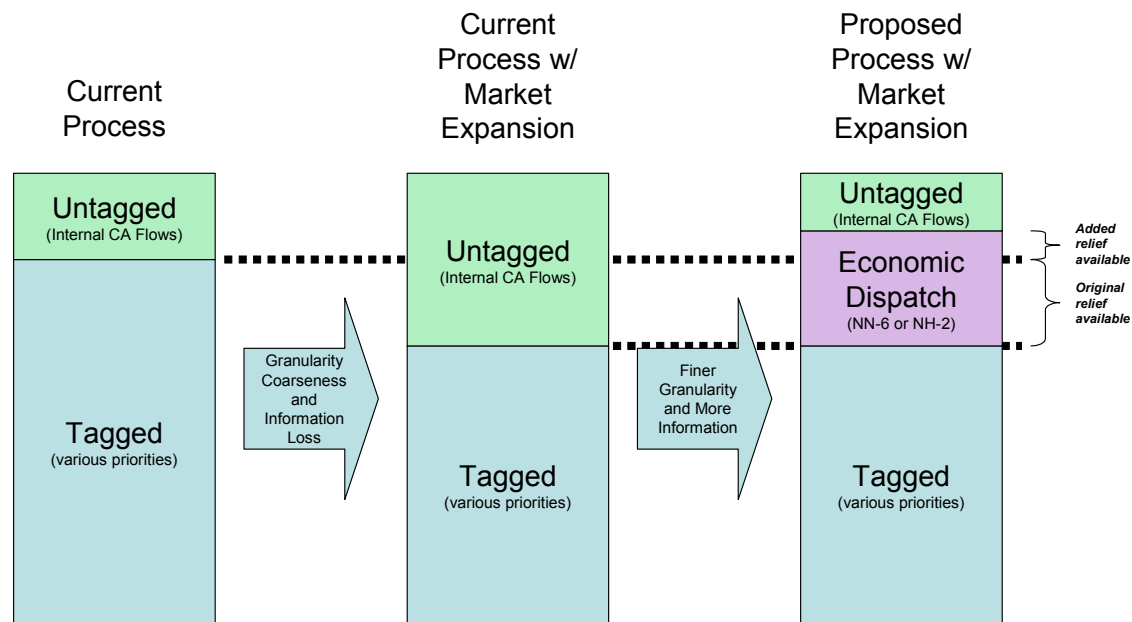 Current
Process
Current
Process w/
Market
Expansion
Proposed
Process w/
Market
Expansion
Untagged
(Internal CA Flows)
Tagged
(various priorities)
Granularity
Coarseness
and
Information
Loss
Untagged
(Internal CA Flows)
Tagged
(various priorities)
Finer
Granularity
and More
Information
Untagged
(Internal CA Flows)
Economic
Dispatch
(NN-6 or NH-2)
Tagged
(various priorities)
Added
relief
available
Original
relief
available